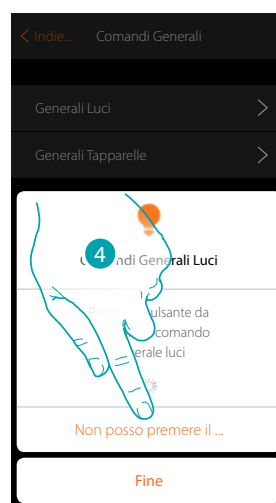 < Indie... Comandi Generali
Generali Luci
Generali Tapparelle
4
ndi Generali Luci
ulsante da
comando
erale luci
Non posso premere il ...
Fine